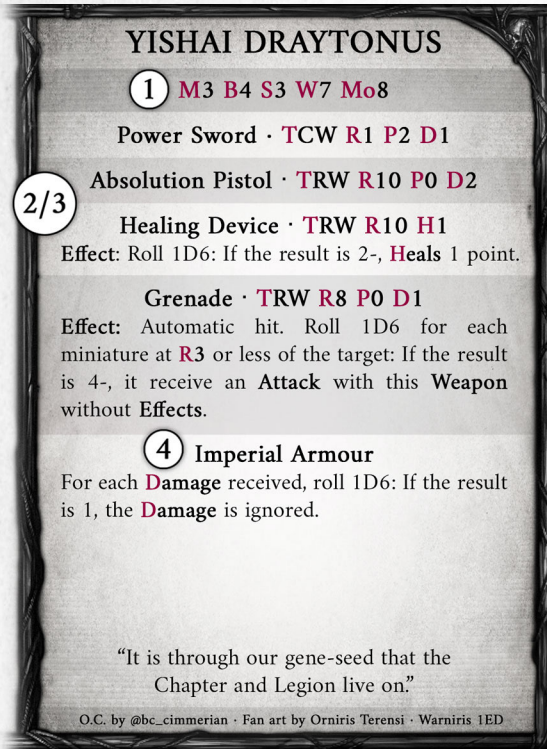 YISHAI DRAYTONUS
1 M3 B4 S3 W7 Mo8
Power Sword · TCW R1 P2 D1
2/3
Absolution Pistol · TRW R10 P0 D2
Healing Device · TRW R10 H1
Effect: Roll 1D6: If the result is 2-, Heals 1 point.
Grenade · TRW R8 P0 D1
Effect: Automatic hit. Roll 1D6 for each
miniature at R3 or less of the target: If the result
is 4-, it receive an Attack with this Weapon
without Effects.
4 Imperial Armour
For each Damage received, roll 1D6: If the result
is 1, the Damage is ignored.
“It is through our gene-seed that the
Chapter and Legion live on.”
O.C. by @bc_cimmerian · Fan art by Orniris Terensi · Warniris 1ED